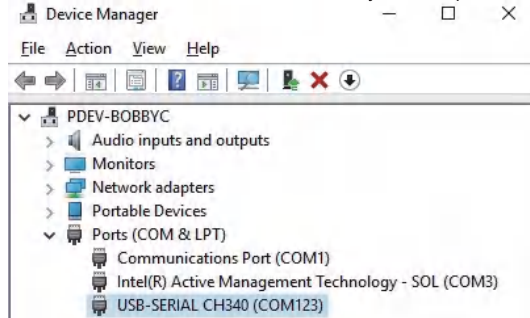 Device Manager
File Action View Help
PDEV-BOBBYC
Audio inputs and outputs
Monitors
Network adapters
Portable Devices
Ports (COM & LPT)
Communications Port (COM1)
Intel(R) Active Management Technology - SOL (COM3)
USB-SERIAL CH340 (COM123)